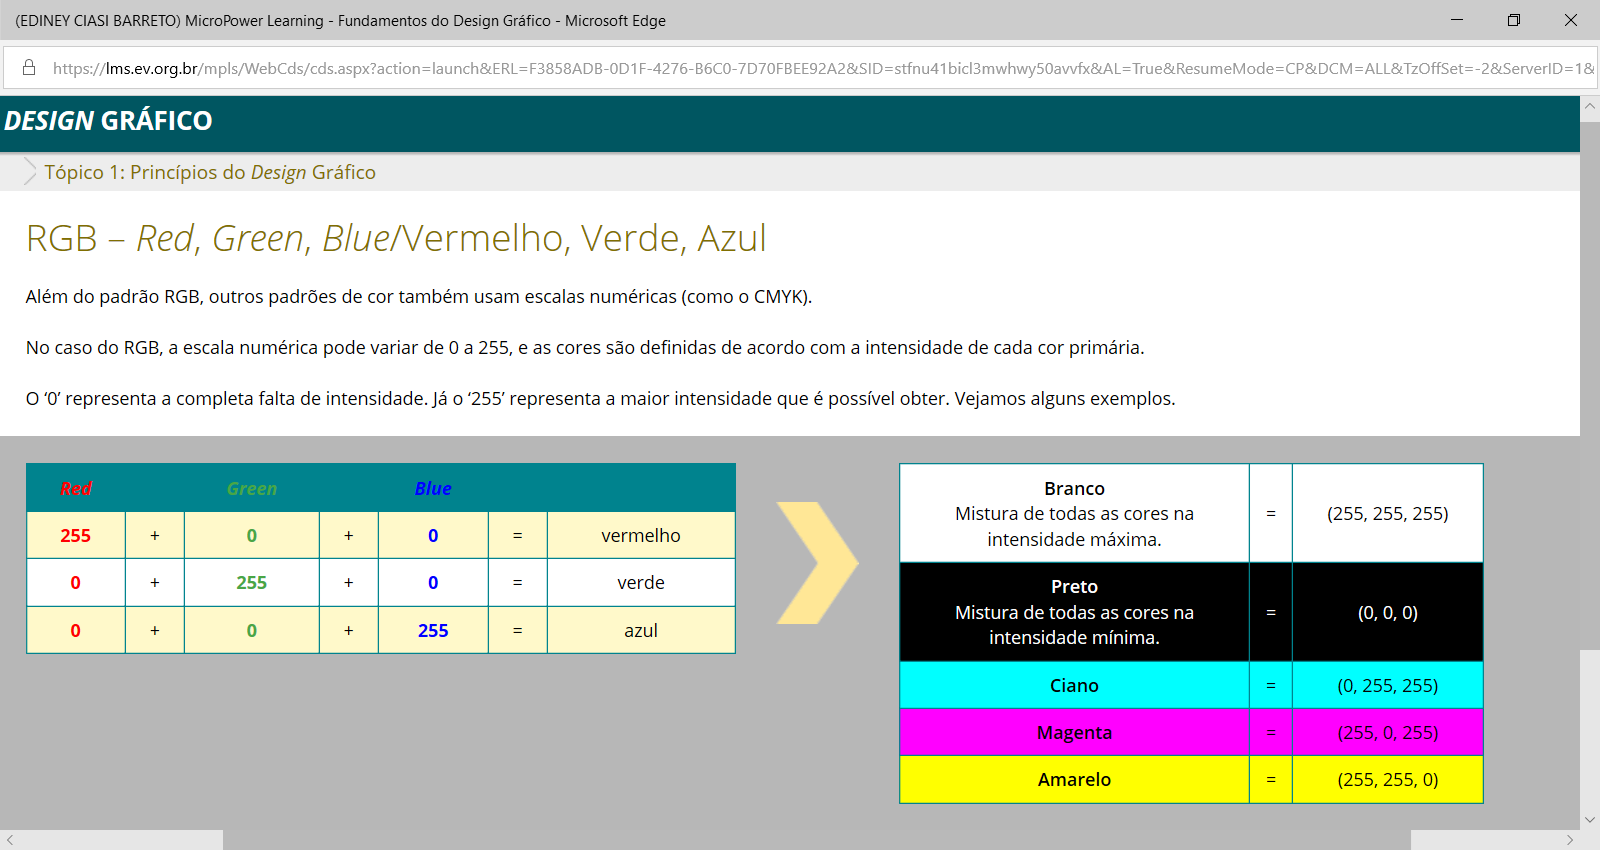 (EDINEY CIASI BARRETO) MicroPower Learning - Fundamentos do Design Gráfico - Microsoft Edge
https://lms.ev.org.br/mpls/WebCds/cds.aspx?action=launch&ERL=F3858ADB-0D1F-4276-B6C0-7D70FBEE92A2&SID=stfnu41bicl3mwhwy50avvfx&AL=True&ResumeMode=CP&DCM=ALL&TzOffSet=-2&ServerID=1&
DESIGN GRÁFICO
Tópico 1: Princípios do Design Gráfico
RGB – Red, Green, Blue/Vermelho, Verde, Azul
Além do padrão RGB, outros padrões de cor também usam escalas numéricas (como o CMYK).
No caso do RGB, a escala numérica pode variar de 0 a 255, e as cores são definidas de acordo com a intensidade de cada cor primária.
O ‘0’ representa a completa falta de intensidade. Já o ‘255’ representa a maior intensidade que é possível obter. Vejamos alguns exemplos.
Red Green Blue
255 + 0 + 0 = vermelho
0 + 255 + 0 = verde
0 + 0 + 255 = azul
Branco
Mistura de todas as cores na
intensidade máxima.
= (255, 255, 255)
Preto
Mistura de todas as cores na
intensidade mínima.
= (0, 0, 0)
Ciano = (0, 255, 255)
Magenta = (255, 0, 255)
Amarelo = (255, 255, 0)